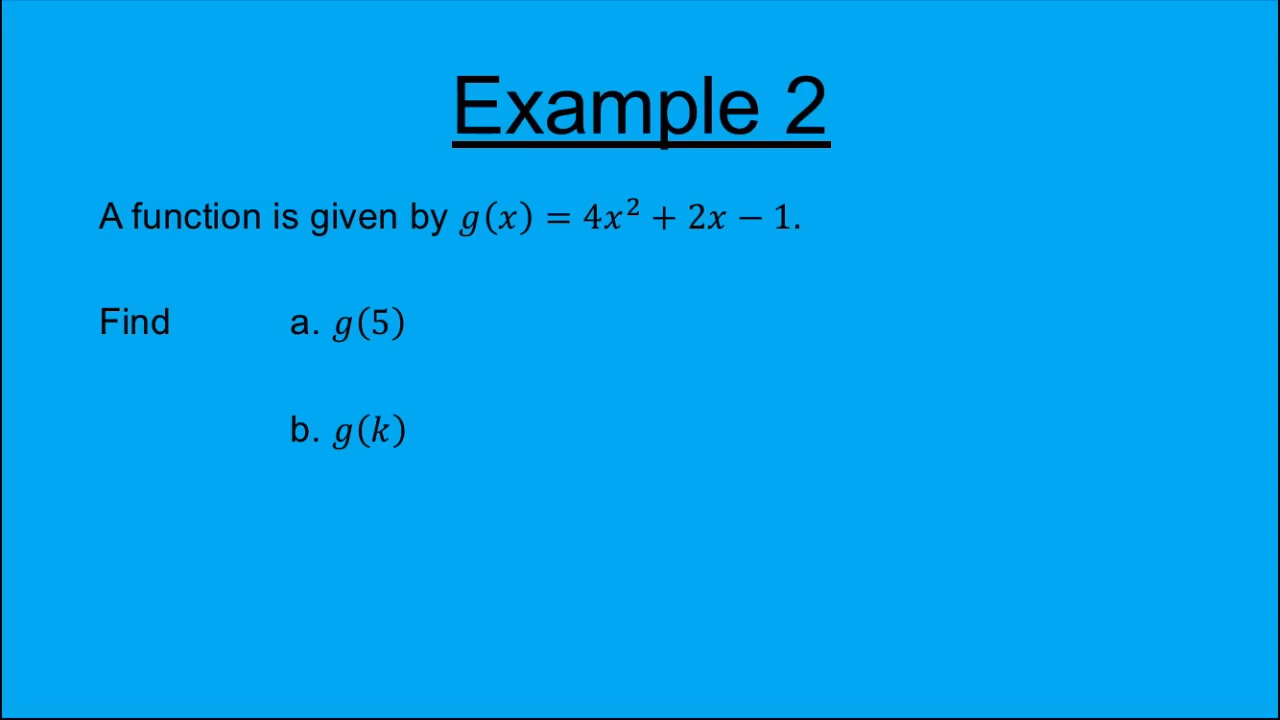 Example 2
A function is given by 𝑔(𝑥) = 4𝑥² + 2𝑥 − 1.
Find a. 𝑔(5)
b. 𝑔(𝑘)